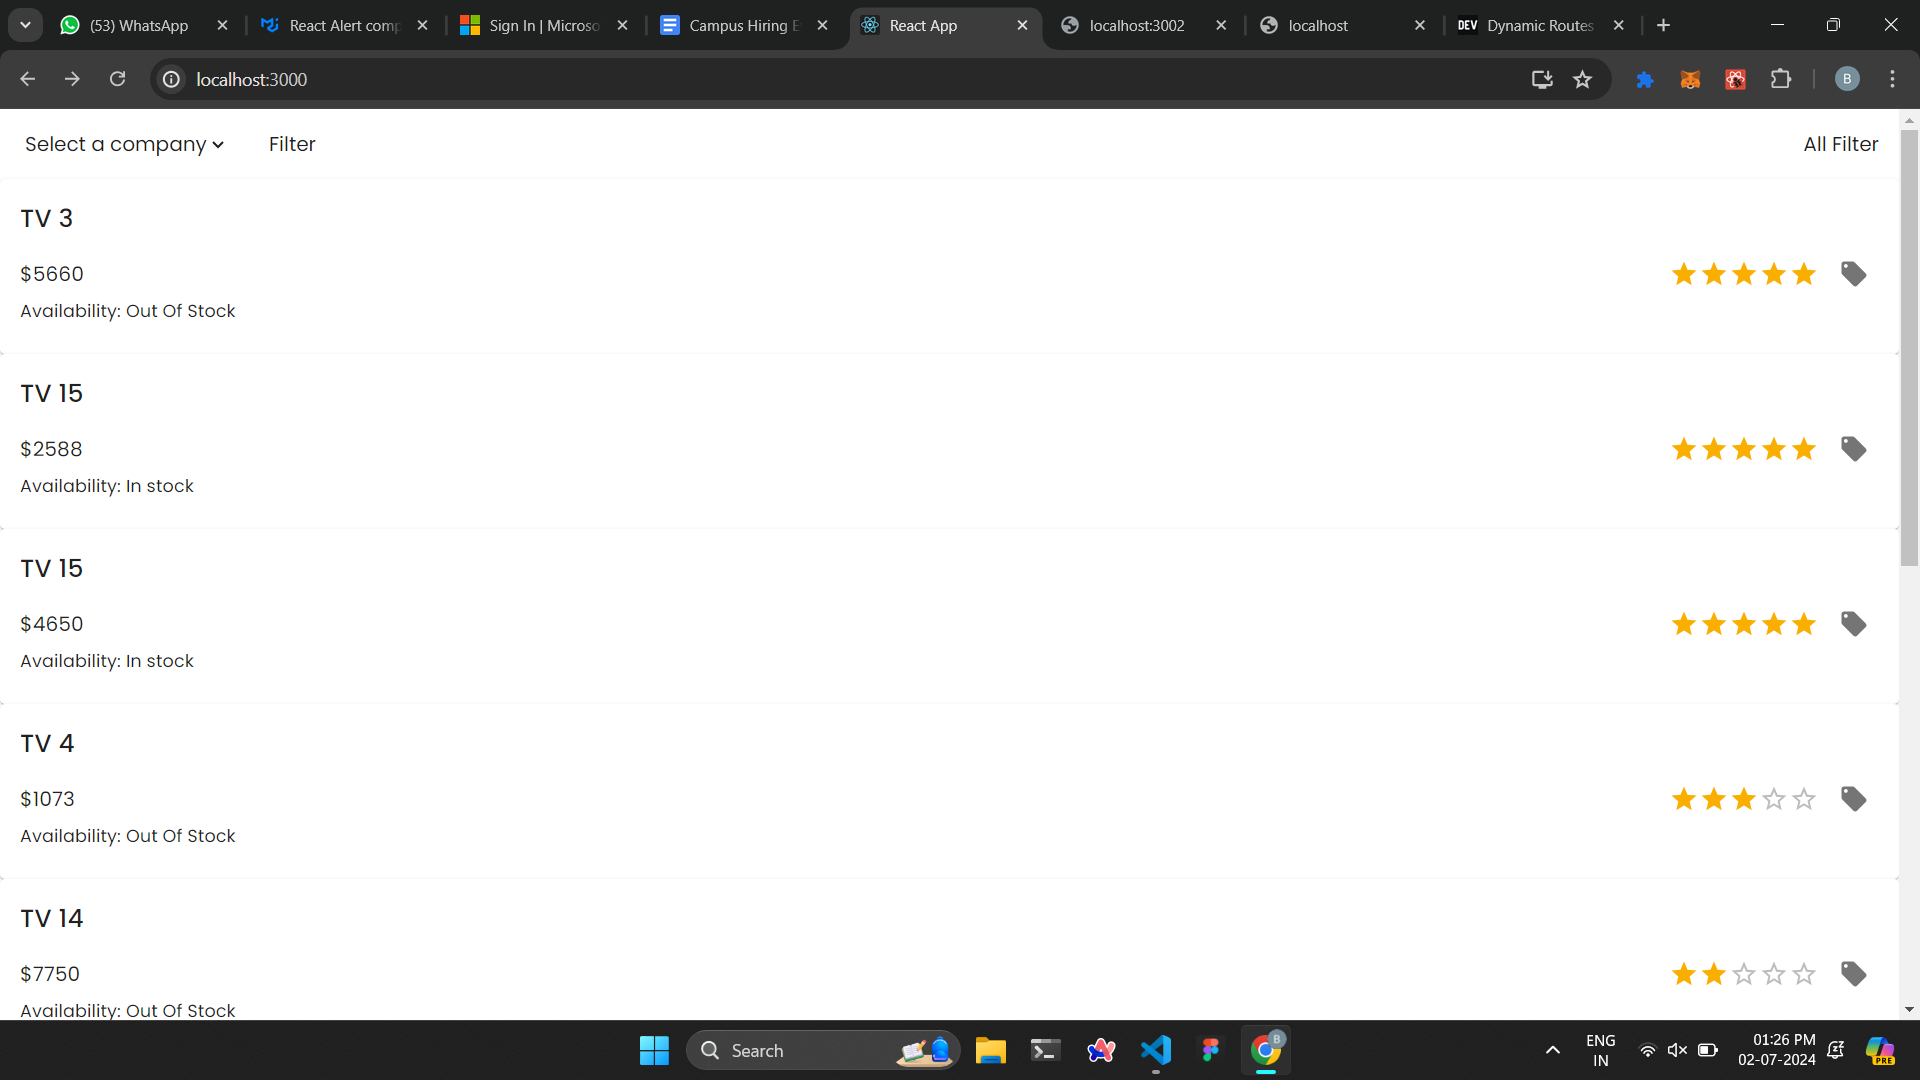 (53) WhatsApp
React Alert comp
Sign In | Microso
Campus Hiring E
React App
localhost:3002
localhost
DEV
Dynamic Routes
localhost:3000
B
Select a company
Filter
All Filter
TV 3
$5660
Availability: Out Of Stock
TV 15
$2588
Availability: In stock
TV 15
$4650
Availability: In stock
TV 4
$1073
Availability: Out Of Stock
TV 14
$7750
Availability: Out Of Stock
Search
B
ENG
IN
01:26 PM
02-07-2024
PRE